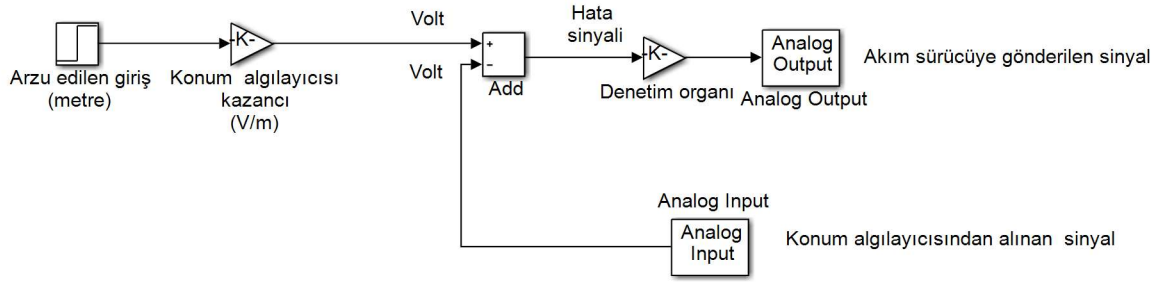 Arzu edilen giriş
(metre)
-K-
Konum algılayıcısı
kazancı
(V/m)
Volt
Volt
+
−
Add
Hata
sinyali
-K-
Denetim organı
Analog
Output
Analog Output
Akım sürücüye gönderilen sinyal
Analog Input
Analog
Input
Konum algılayıcısından alınan sinyal